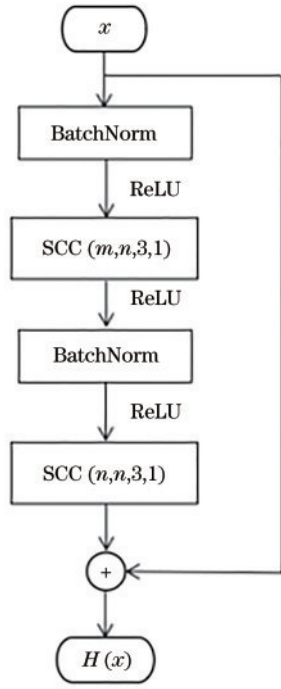 x
BatchNorm
ReLU
SCC (m,n,3,1)
ReLU
BatchNorm
ReLU
SCC (n,n,3,1)
+
H(x)